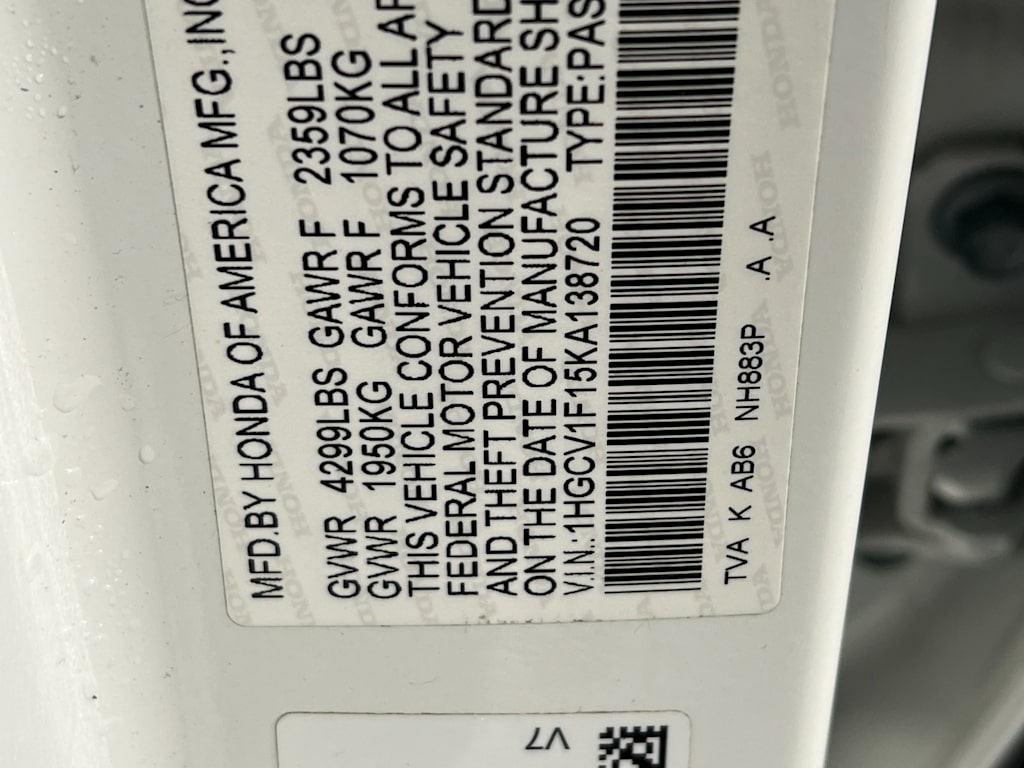 MFD.BY HONDA OF AMERICA MFG.,INC
GVWR 4299LBS GAWR F 2359LBS
GVWR 1950KG GAWR F 1070KG
THIS VEHICLE CONFORMS TO ALL
FEDERAL MOTOR VEHICLE SAFETY
AND THEFT PREVENTION STANDARD
ON THE DATE OF MANUFACTURE SH
V.I.N.:1HGCV1F15KA138720 TYPE:PAS
TVA K AB6 NH883P .A .A
V7